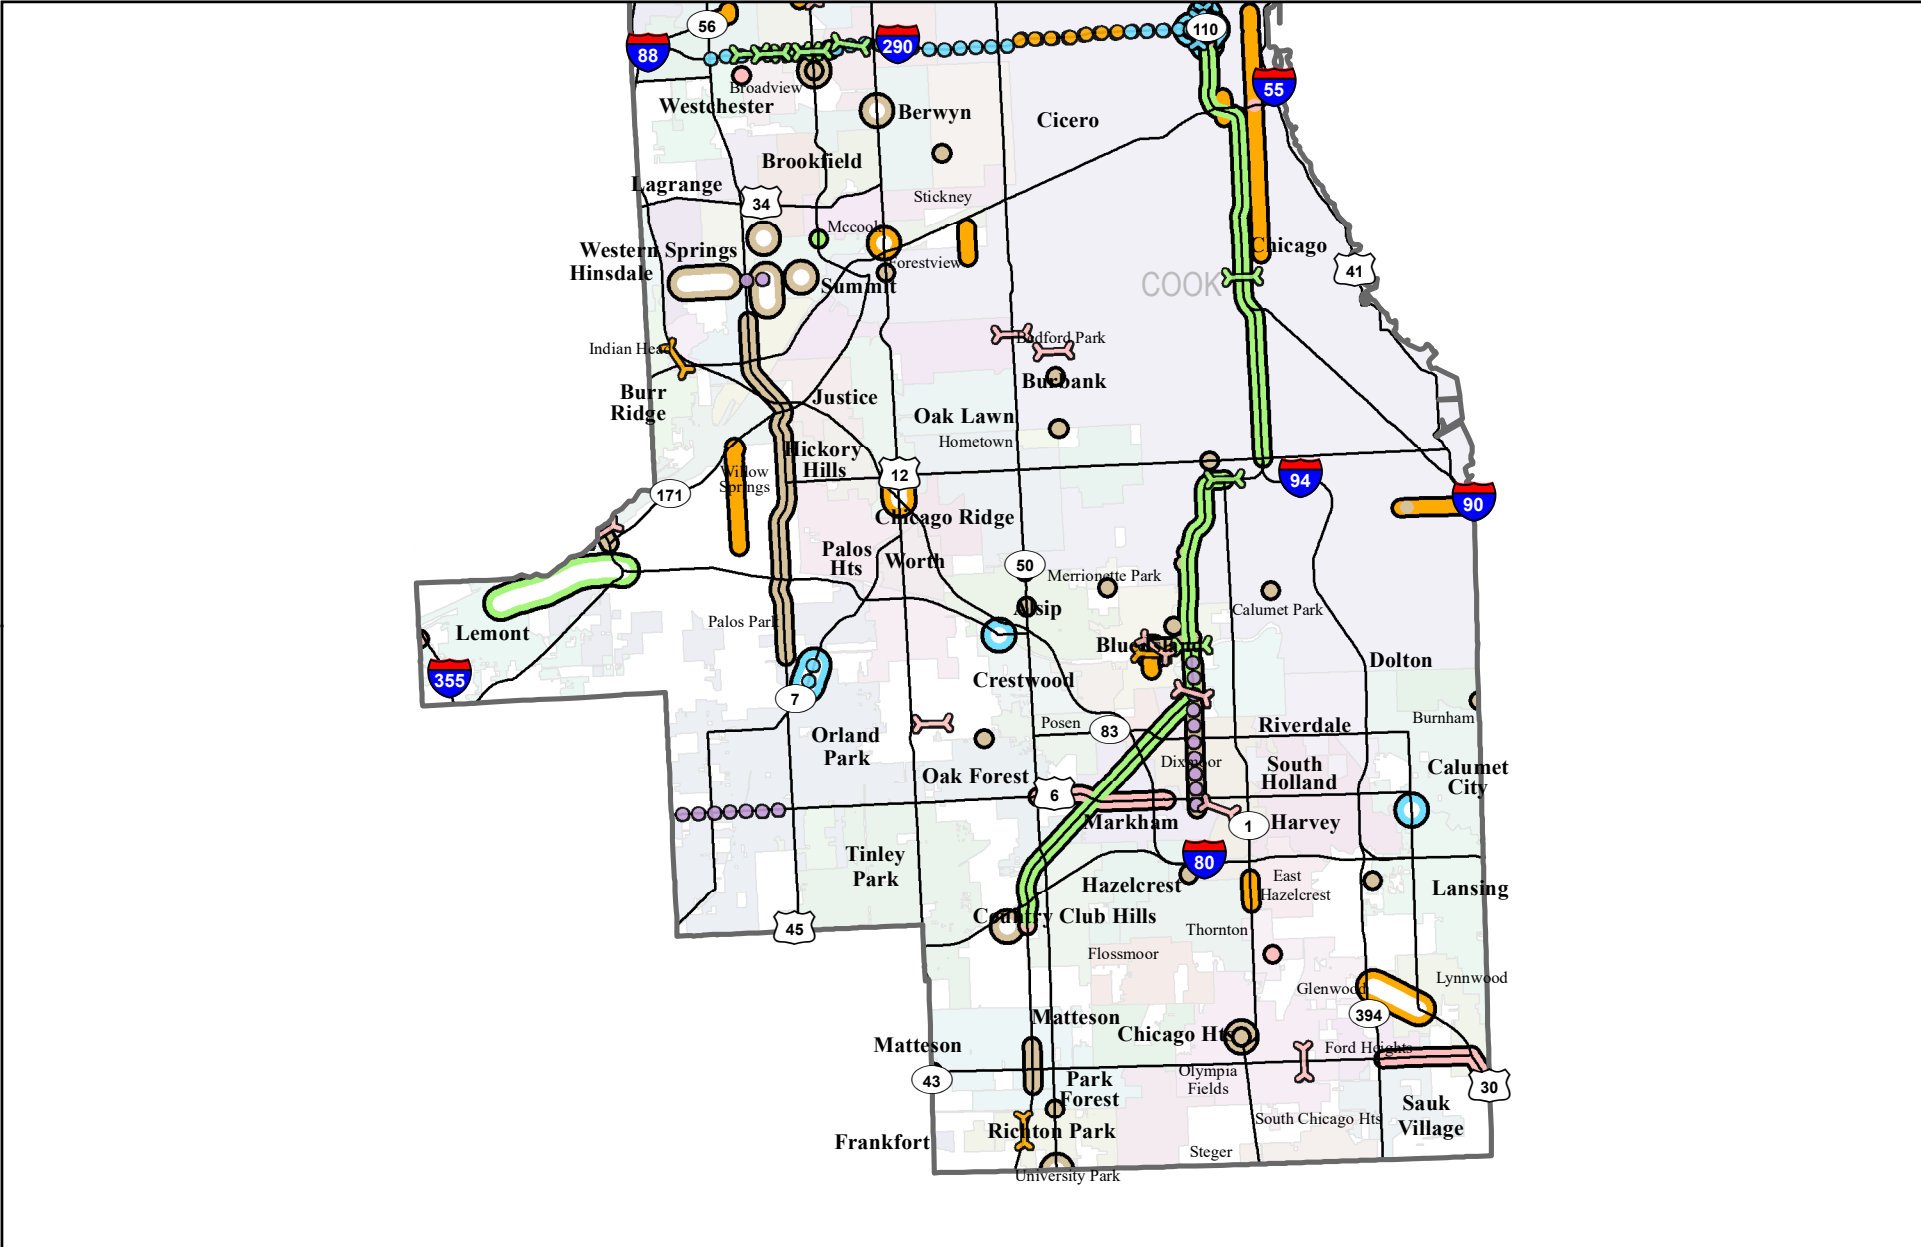 56
110
88
290
55
Broadview
Westchester
Berwyn
Cicero
Brookfield
Lagrange
34
Stickney
Mccook
Western Springs
Hinsdale
Forestview
Summit
Chicago
41
COOK
Indian Head
Bedford Park
Burbank
Burr
Ridge
Justice
Oak Lawn
Hometown
Hickory
Hills
12
Willow
Springs
171
94
90
Chicago Ridge
Palos
Hts
Worth
50
Merrionette Park
Alsip
Calumet Park
Palos Park
Lemont
355
Blue Island
Dolton
Crestwood
7
Posen
83
Burnham
Riverdale
Orland
Park
Dixmoor
South
Holland
Calumet
City
Oak Forest
6
Markham
1
Harvey
Tinley
Park
80
Hazelcrest
East
Hazelcrest
Lansing
45
Country Club Hills
Thornton
Flossmoor
Lynnwood
Glenwood
394
Matteson
Chicago Hts
Matteson
Ford Heights
43
Park
Forest
Olympia
Fields
30
Sauk
Village
South Chicago Hts
Richton Park
Frankfort
Steger
University Park